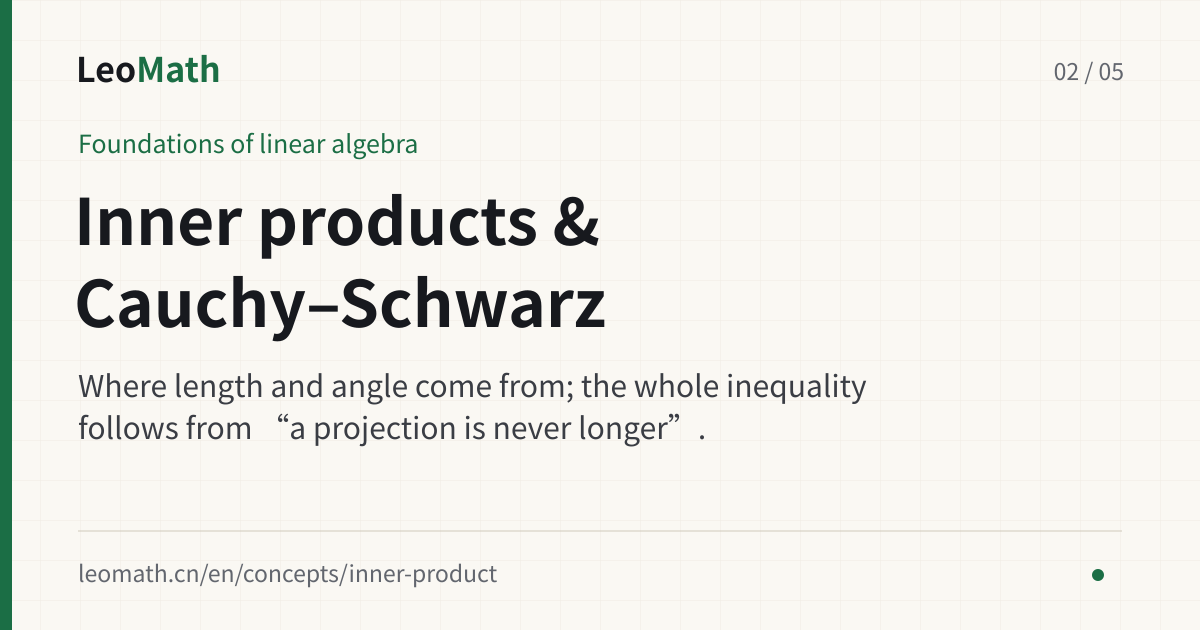 LeoMath
02 / 05
Foundations of linear algebra
Inner products &
Cauchy–Schwarz
Where length and angle come from; the whole inequality
follows from “a projection is never longer”.
leomath.cn/en/concepts/inner-product